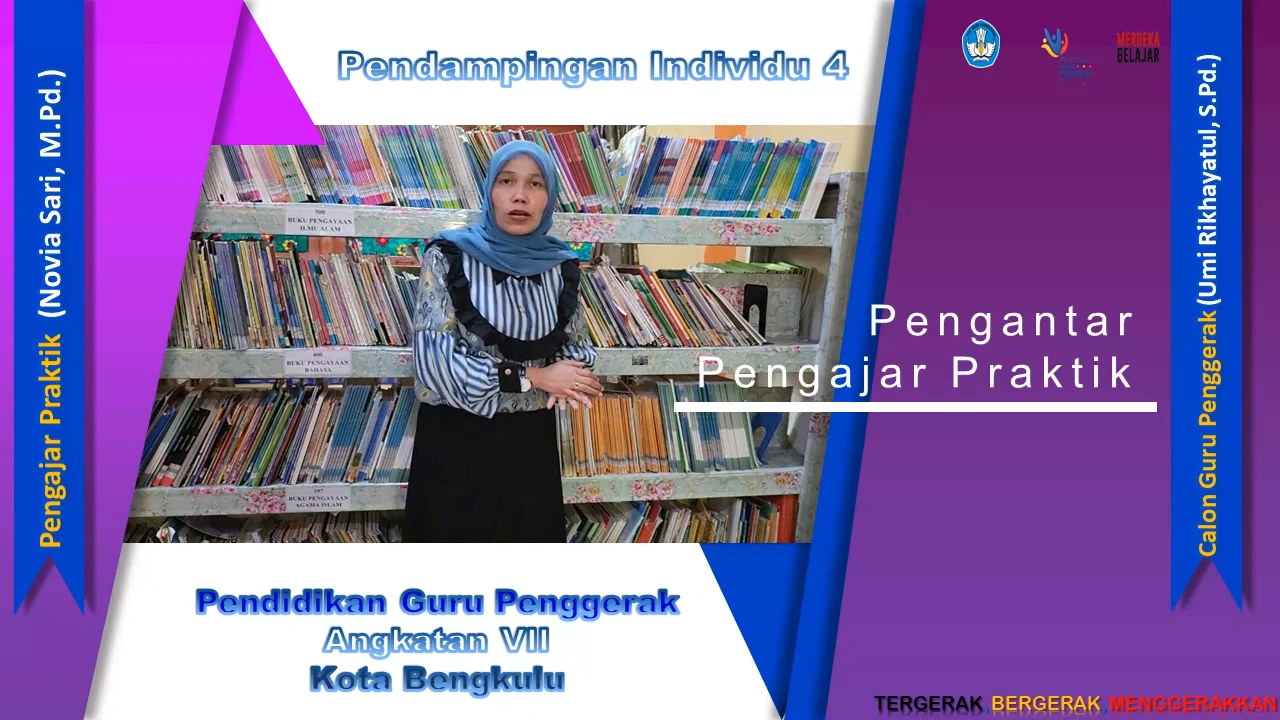 Pendampingan Individu 4
MERDEKA
BELAJAR
Pengajar Praktik (Novia Sari, M.Pd.)
Calon Guru Penggerak (Umi Rikhayatul, S.Pd.)
500
BUKU PENGAYAAN
ILMU ALAM
400
BUKU PENGAYAAN
BAHASA
297
BUKU PENGAYAAN
AGAMA ISLAM
Pengantar
Pengajar Praktik
Pendidikan Guru Penggerak
Angkatan VII
Kota Bengkulu
TERGERAK BERGERAK MENGGERAKKAN